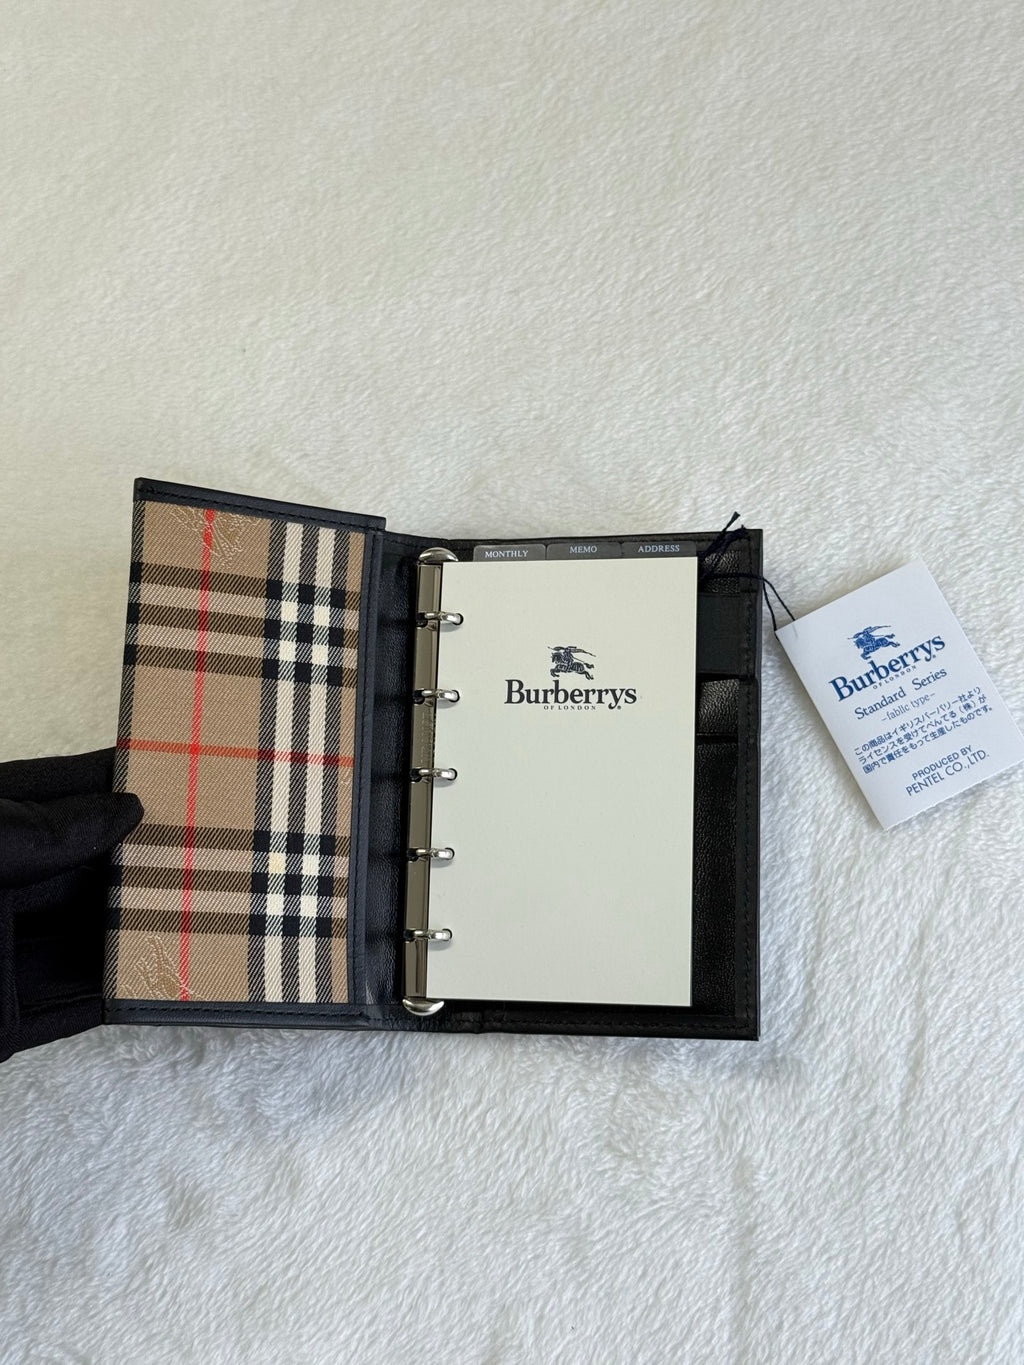 MONTHLY MEMO ADDRESS
Burberrys
OF LONDON
Burberrys
OF LONDON
Standard Series
–fablic type–
この商品はイギリスバーバリー社より
ライセンスを受けてぺんてる(株)が
国内で責任をもって生産したものです。
PRODUCED BY
PENTEL CO.,LTD.